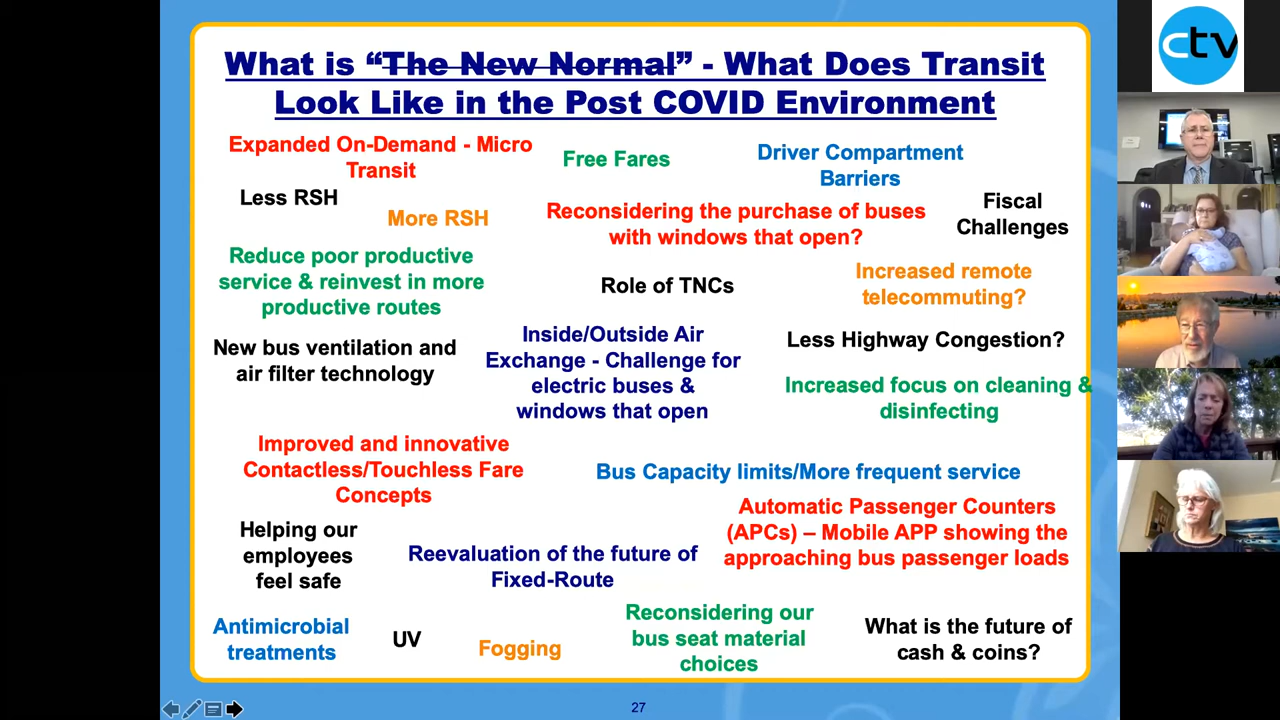 What is “The New Normal” - What Does Transit
Look Like in the Post COVID Environment
Expanded On-Demand - Micro
Transit
Free Fares
Driver Compartment
Barriers
Less RSH
More RSH
Reconsidering the purchase of buses
with windows that open?
Fiscal
Challenges
Reduce poor productive
service & reinvest in more
productive routes
Role of TNCs
Increased remote
telecommuting?
New bus ventilation and
air filter technology
Inside/Outside Air
Exchange - Challenge for
electric buses &
windows that open
Less Highway Congestion?
Increased focus on cleaning &
disinfecting
Improved and innovative
Contactless/Touchless Fare
Concepts
Bus Capacity limits/More frequent service
Automatic Passenger Counters
(APCs) – Mobile APP showing the
approaching bus passenger loads
Helping our
employees
feel safe
Reevaluation of the future of
Fixed-Route
Antimicrobial
treatments
UV
Fogging
Reconsidering our
bus seat material
choices
What is the future of
cash & coins?
27
ctv